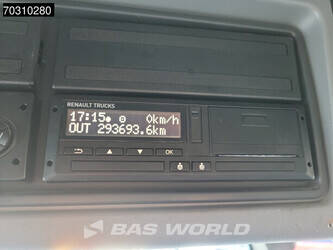 70310280
RENAULT TRUCKS
17:15 0km/h
OUT 293693.6km
OK
BAS WORLD